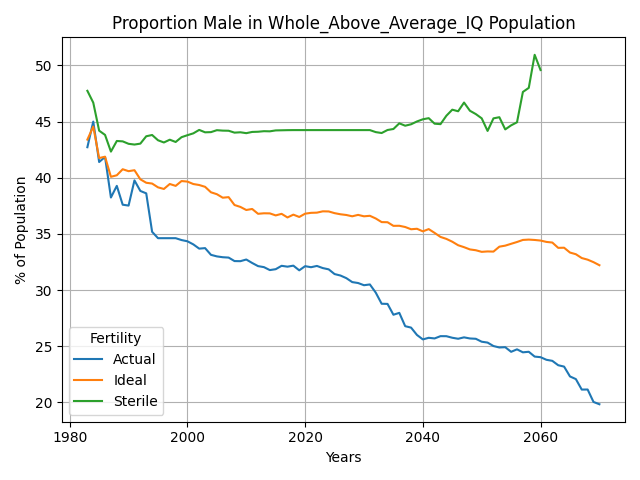 Proportion Male in Whole_Above_Average_IQ Population
% of Population
50
45
40
35
30
25
20
Fertility
Actual
Ideal
Sterile
1980
2000
2020
2040
2060
Years